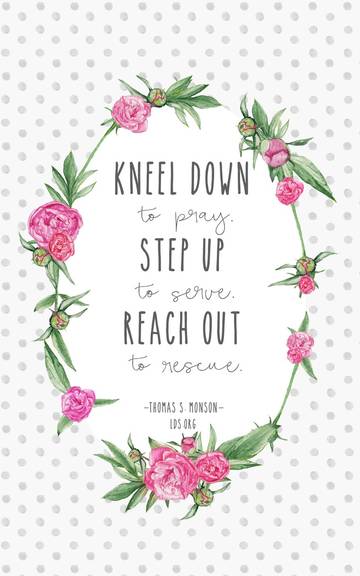 KNEEL DOWN
to pray.
STEP UP
to serve.
REACH OUT
to rescue.
-THOMAS S. MONSON-
LDS.ORG